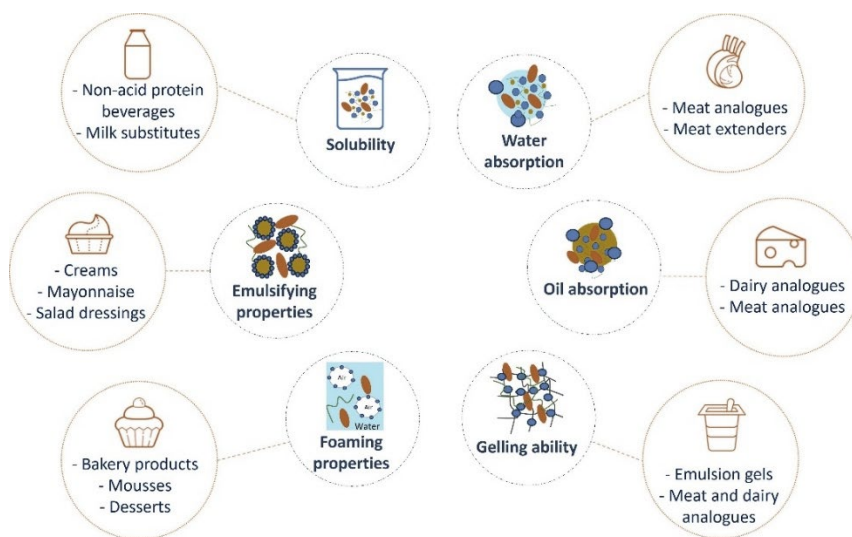 - Non-acid protein
beverages
- Milk substitutes
Solubility
Water
absorption
- Meat analogues
- Meat extenders
- Creams
- Mayonnaise
- Salad dressings
Emulsifying
properties
Oil absorption
- Dairy analogues
- Meat analogues
- Bakery products
- Mousses
- Desserts
Air
Air
Water
Foaming
properties
Gelling ability
- Emulsion gels
- Meat and dairy
analogues